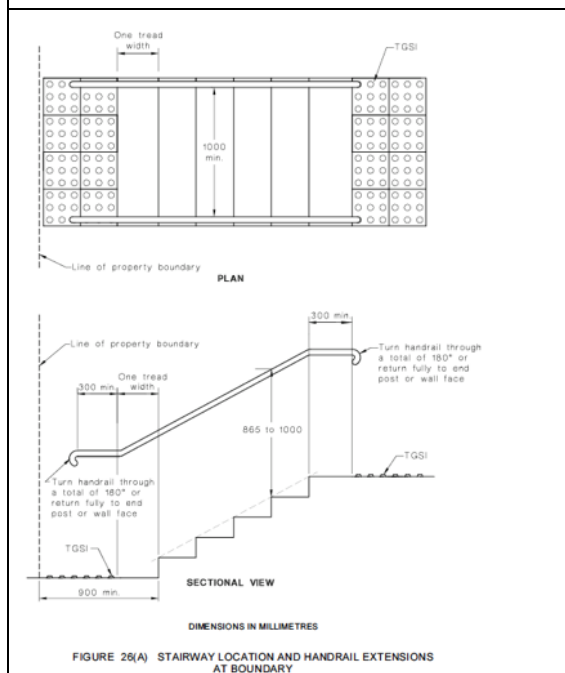 One tread
width
TGSI
1000
min.
Line of property boundary
PLAN
Line of property boundary
300 min.
Turn handrail through
a total of 180° or
return fully to end
post or wall face
300 min.
One tread
width
865 to 1000
Turn handrail through
a total of 180° or
return fully to end
post or wall face
TGSI
TGSI
SECTIONAL VIEW
900 min.
DIMENSIONS IN MILLIMETRES
FIGURE 26(A) STAIRWAY LOCATION AND HANDRAIL EXTENSIONS
AT BOUNDARY